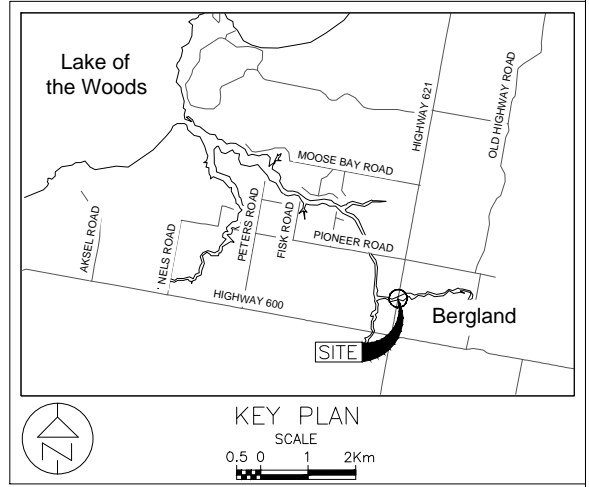 Lake of
the Woods
HIGHWAY 621
OLD HIGHWAY ROAD
MOOSE BAY ROAD
AKSEL ROAD
NELS ROAD
PETERS ROAD
FISK ROAD
PIONEER ROAD
HIGHWAY 600
Bergland
SITE
N
KEY PLAN
SCALE
0.5 0 1 2Km